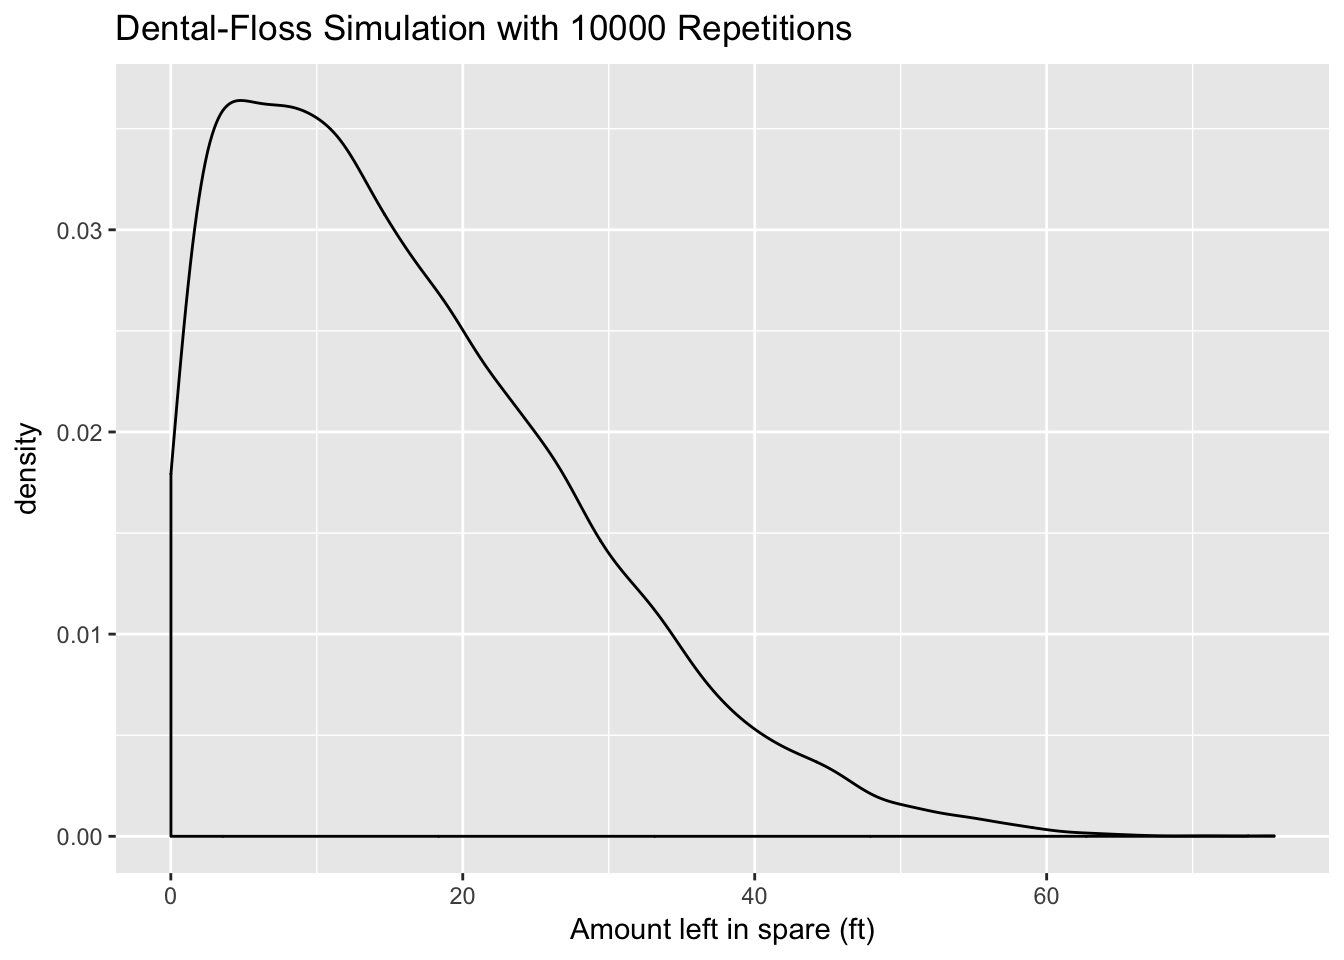 Dental-Floss Simulation with 10000 Repetitions
density
0.03
0.02
0.01
0.00
0 20 40 60
Amount left in spare (ft)